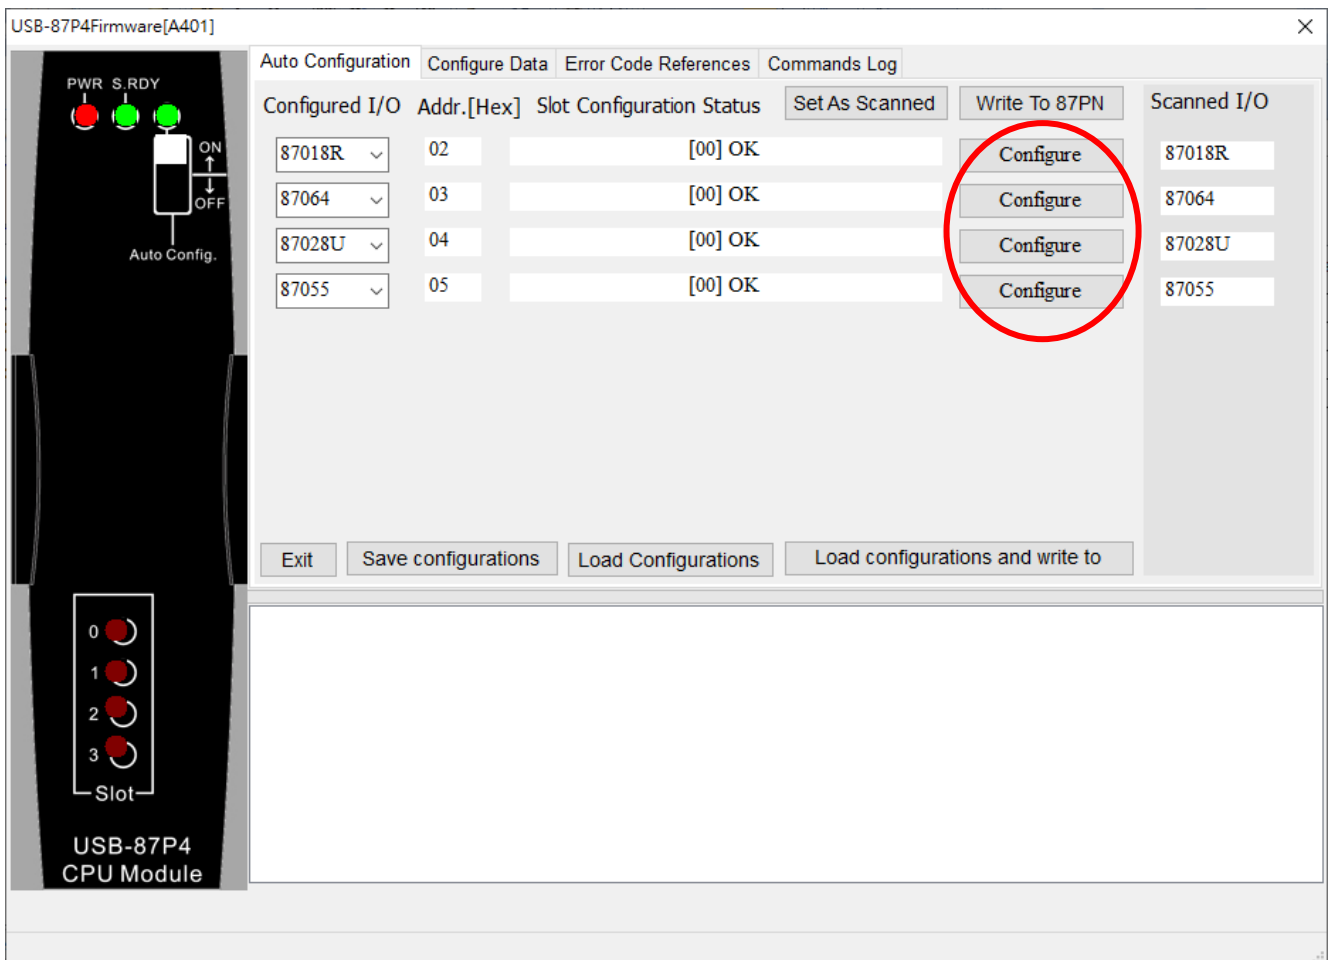 USB-87P4Firmware[A401]
Auto Configuration Configure Data Error Code References Commands Log
PWR S.RDY
ON
OFF
Auto Config.
Configured I/O Addr.[Hex] Slot Configuration Status Set As Scanned Write To 87PN Scanned I/O
87018R 02 [00] OK Configure 87018R
87064 03 [00] OK Configure 87064
87028U 04 [00] OK Configure 87028U
87055 05 [00] OK Configure 87055
Exit Save configurations Load Configurations Load configurations and write to
0
1
2
3
Slot
USB-87P4
CPU Module